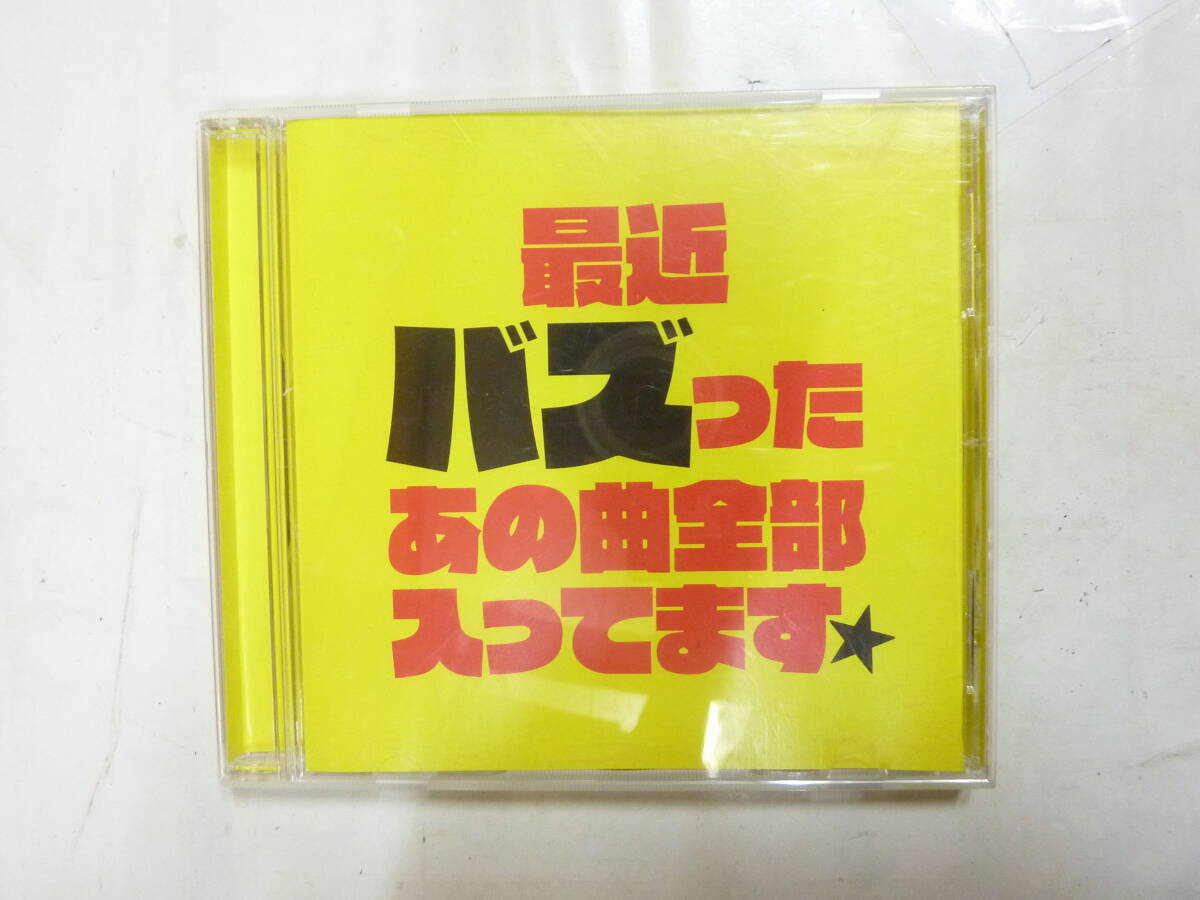 最近
バズった
あの曲全部
入ってます★